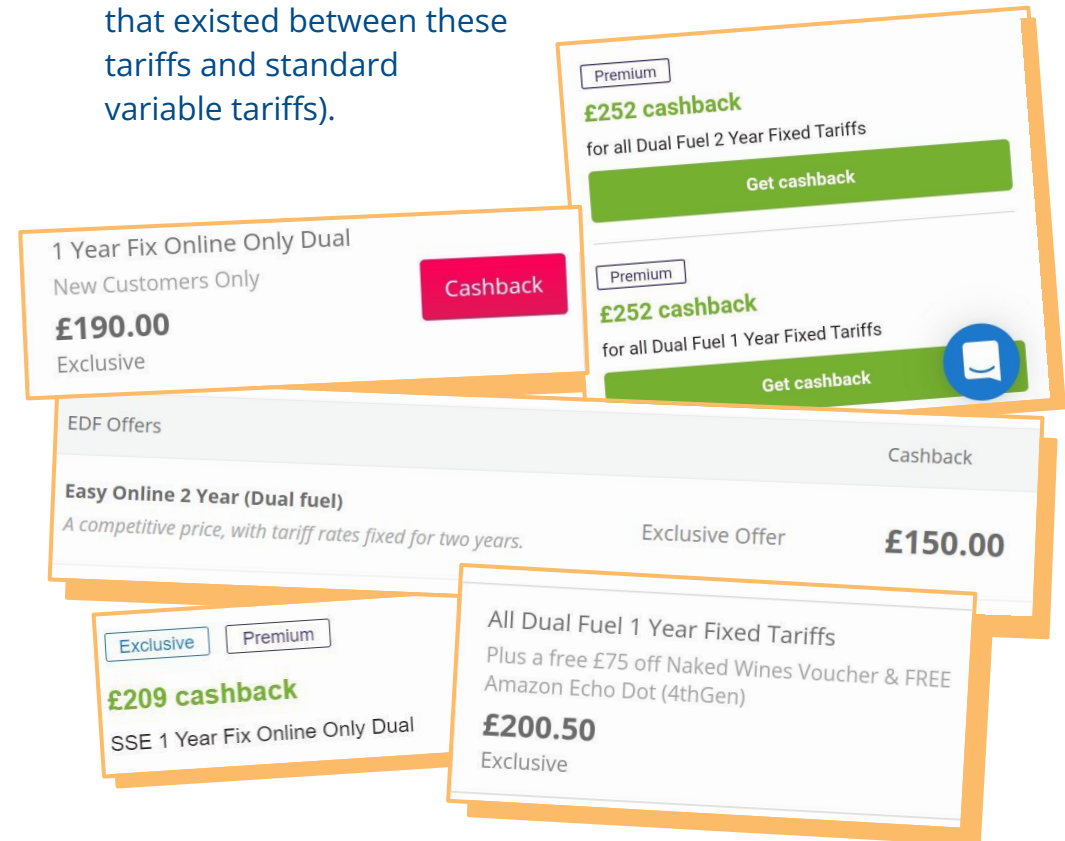 that existed between these
tariffs and standard
variable tariffs).
Premium
£252 cashback
for all Dual Fuel 2 Year Fixed Tariffs
Get cashback
Premium
£252 cashback
for all Dual Fuel 1 Year Fixed Tariffs
Get cashback
1 Year Fix Online Only Dual
New Customers Only
£190.00
Exclusive
Cashback
EDF Offers
Cashback
Easy Online 2 Year (Dual fuel)
A competitive price, with tariff rates fixed for two years.
Exclusive Offer
£150.00
Exclusive Premium
£209 cashback
SSE 1 Year Fix Online Only Dual
All Dual Fuel 1 Year Fixed Tariffs
Plus a free £75 off Naked Wines Voucher & FREE
Amazon Echo Dot (4thGen)
£200.50
Exclusive